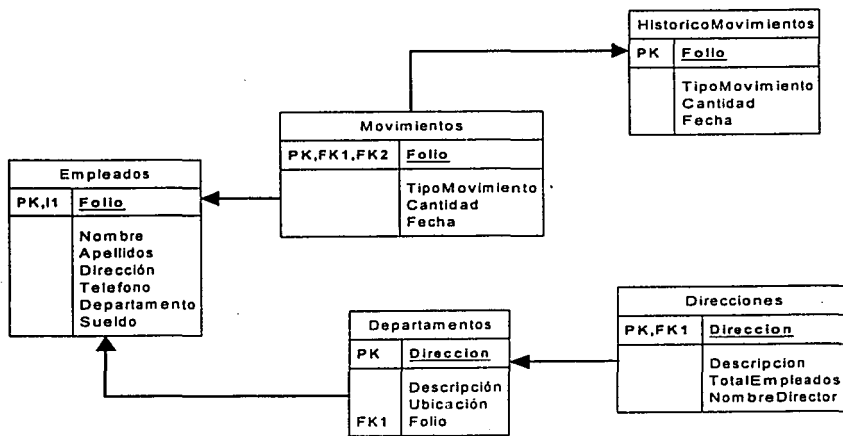 HistoricoMovimientos
PK Folio
TipoMovimiento
Cantidad
Fecha
Movimientos
PK,FK1,FK2 Folio
TipoMovimiento
Cantidad
Fecha
Empleados
PK,I1 Folio
Nombre
Apellidos
Dirección
Telefono
Departamento
Sueldo
Departamentos
PK Direccion
Descripción
Ubicación
FK1 Folio
Direcciones
PK,FK1 Direccion
Descripcion
TotalEmpleados
NombreDirector